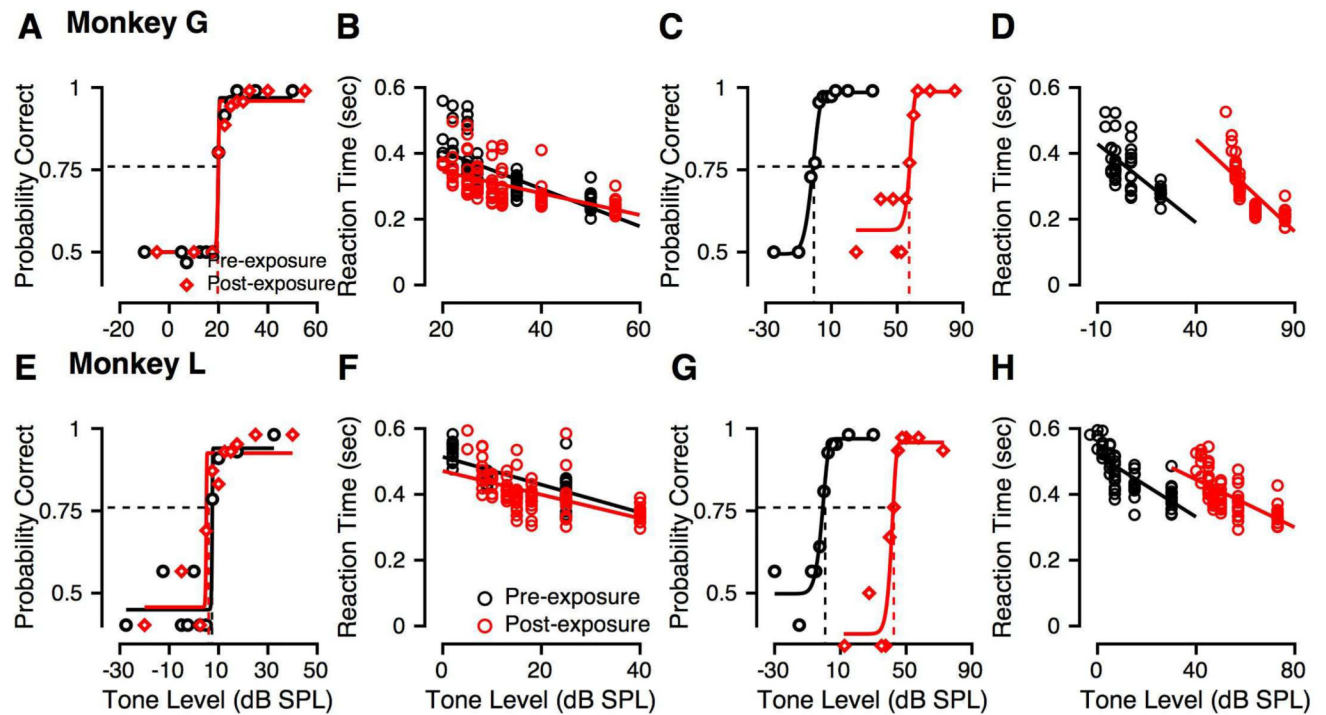 A Monkey G
B
C
D
Probability Correct
1
0.75
0.5
Pre-exposure
Post-exposure
-20 0 20 40 60
Reaction Time (sec)
0.6
0.4
0.2
0
20 40 60
Probability Correct
1
0.75
0.5
-30 10 50 90
Reaction Time (sec)
0.6
0.4
0.2
0
-10 40 90
E Monkey L
F
G
H
Probability Correct
1
0.75
0.5
-30 -10 10 30 50
Tone Level (dB SPL)
Reaction Time (sec)
0.6
0.4
0.2
0
Pre-exposure
Post-exposure
0 20 40
Tone Level (dB SPL)
Probability Correct
1
0.75
0.5
-30 10 50 90
Tone Level (dB SPL)
Reaction Time (sec)
0.6
0.4
0.2
0
0 40 80
Tone Level (dB SPL)